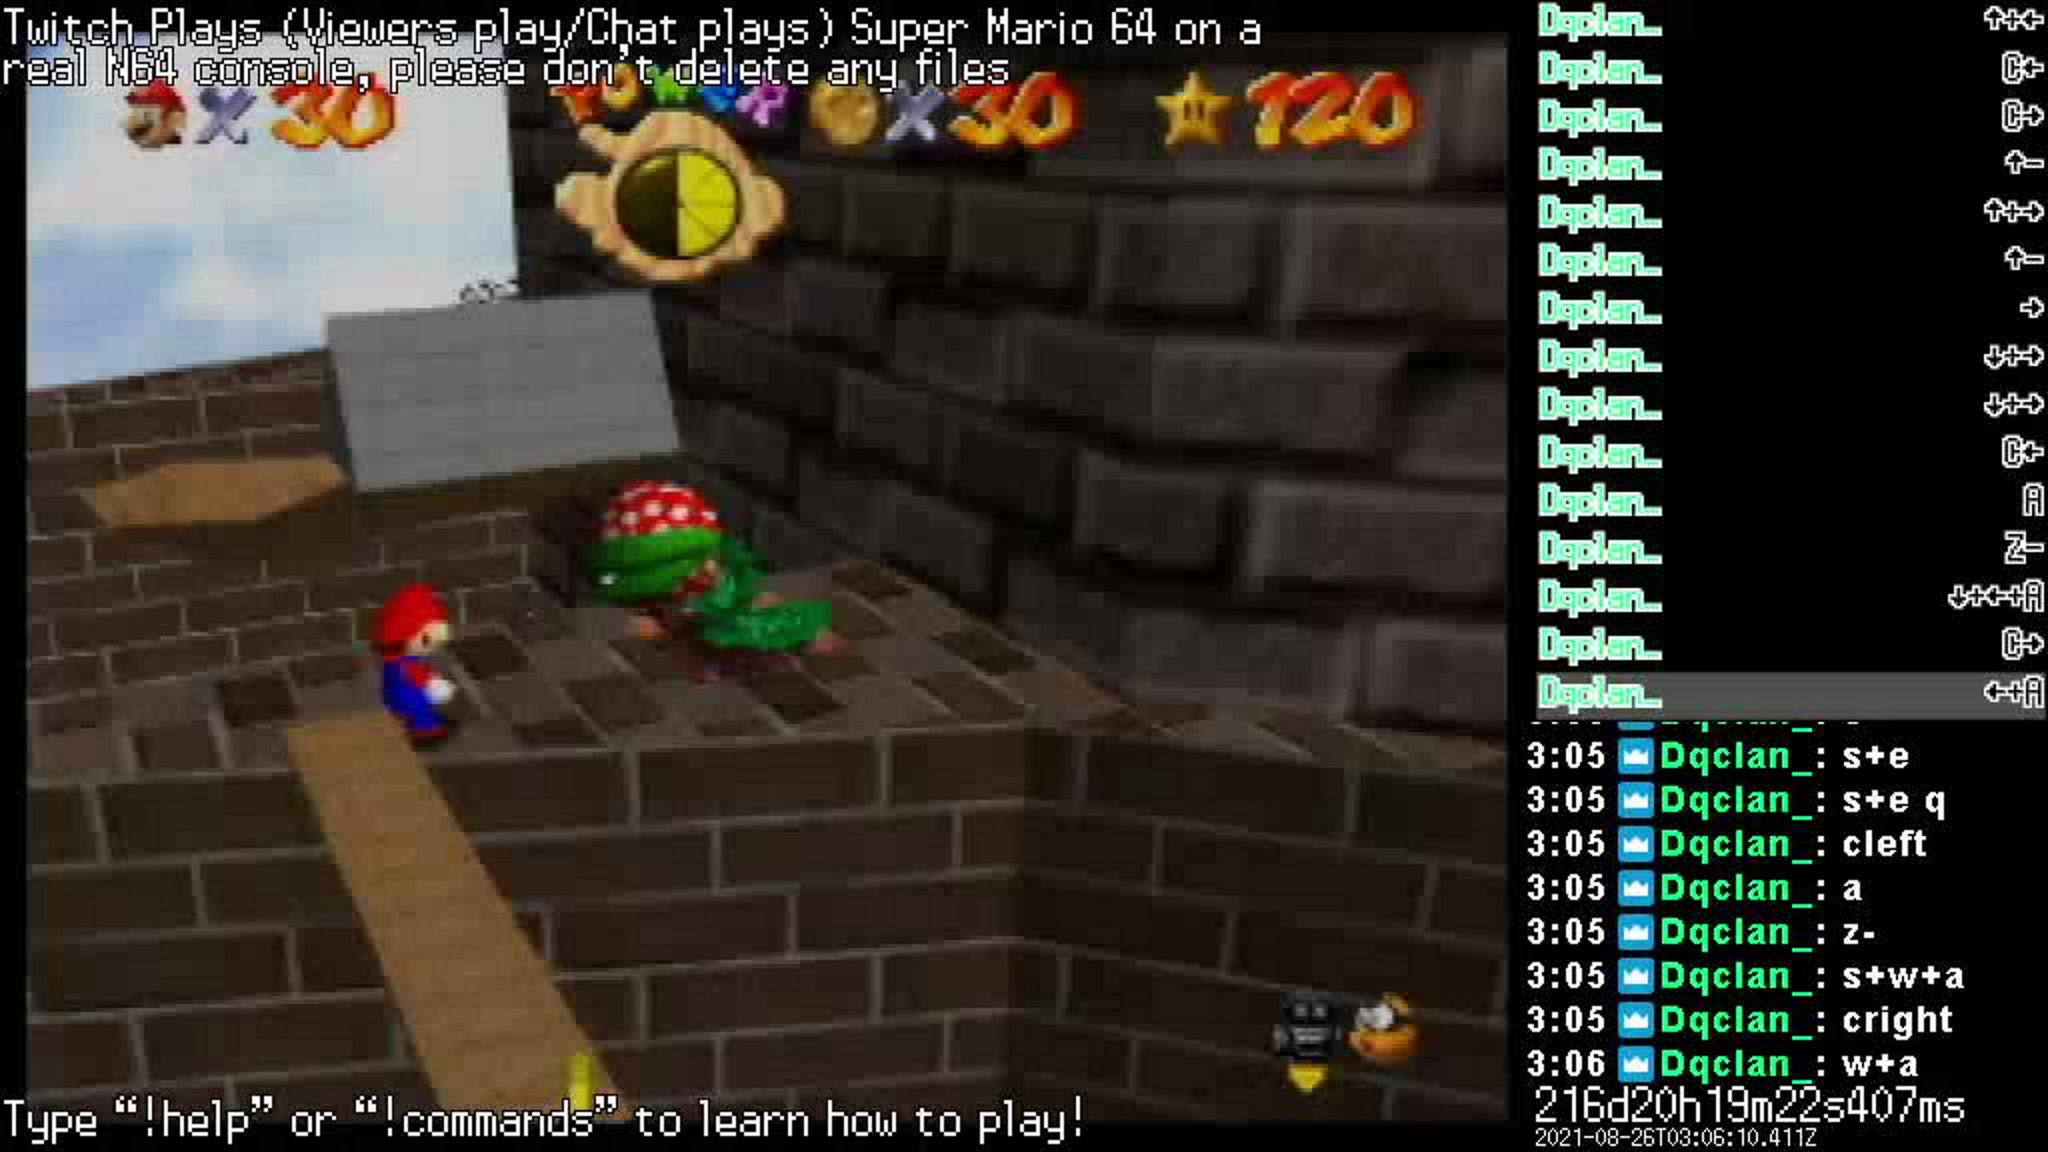 Twitch Plays (Viewers play/Chat plays) Super Mario 64 on a
real N64 console, please don't delete any files
x 30
POWER
x 30
120
Dqclan_ ↑+←
Dqclan_ C←
Dqclan_ C→
Dqclan_ ↑-
Dqclan_ ↑+→
Dqclan_ ↑-
Dqclan_ →
Dqclan_ ↓+→
Dqclan_ ↓+→
Dqclan_ C←
Dqclan_ A
Dqclan_ Z-
Dqclan_ ↓+←+A
Dqclan_ C→
Dqclan_ ←+A
3:05 Dqclan_: s+e
3:05 Dqclan_: s+e q
3:05 Dqclan_: cleft
3:05 Dqclan_: a
3:05 Dqclan_: z-
3:05 Dqclan_: s+w+a
3:05 Dqclan_: cright
3:06 Dqclan_: w+a
216d20h19m22s407ms
2021-08-26T03:06:10.411Z
Type “!help” or “!commands” to learn how to play!